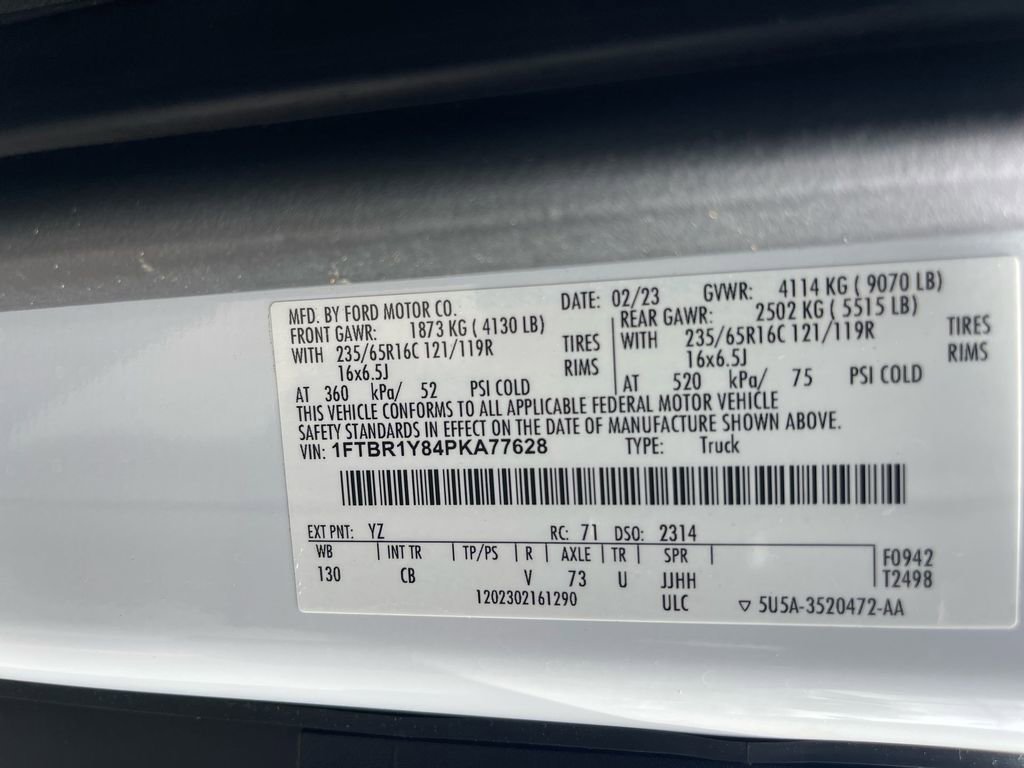 MFD. BY FORD MOTOR CO. DATE: 02/23 GVWR: 4114 KG ( 9070 LB)
FRONT GAWR: 1873 KG ( 4130 LB) REAR GAWR: 2502 KG ( 5515 LB)
WITH 235/65R16C 121/119R TIRES WITH 235/65R16C 121/119R TIRES
16x6.5J RIMS 16x6.5J RIMS
AT 360 kPa/ 52 PSI COLD AT 520 kPa/ 75 PSI COLD
THIS VEHICLE CONFORMS TO ALL APPLICABLE FEDERAL MOTOR VEHICLE
SAFETY STANDARDS IN EFFECT ON THE DATE OF MANUFACTURE SHOWN ABOVE.
VIN: 1FTBR1Y84PKA77628 TYPE: Truck
EXT PNT: YZ RC: 71 DSO: 2314
WB INT TR TP/PS R AXLE TR SPR F0942
130 CB V 73 U JJHH T2498
1202302161290 ULC ▽ 5U5A-3520472-AA